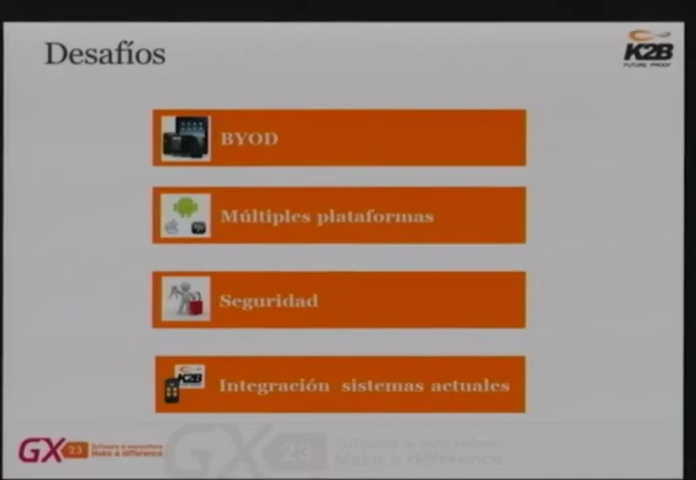 Desafíos
K2B
FUTURE PROOF
BYOD
Múltiples plataformas
Seguridad
K2B
Integración sistemas actuales
GX 23
Software is everywhere
Make a difference
GX 23
Software is everywhere
Make a difference